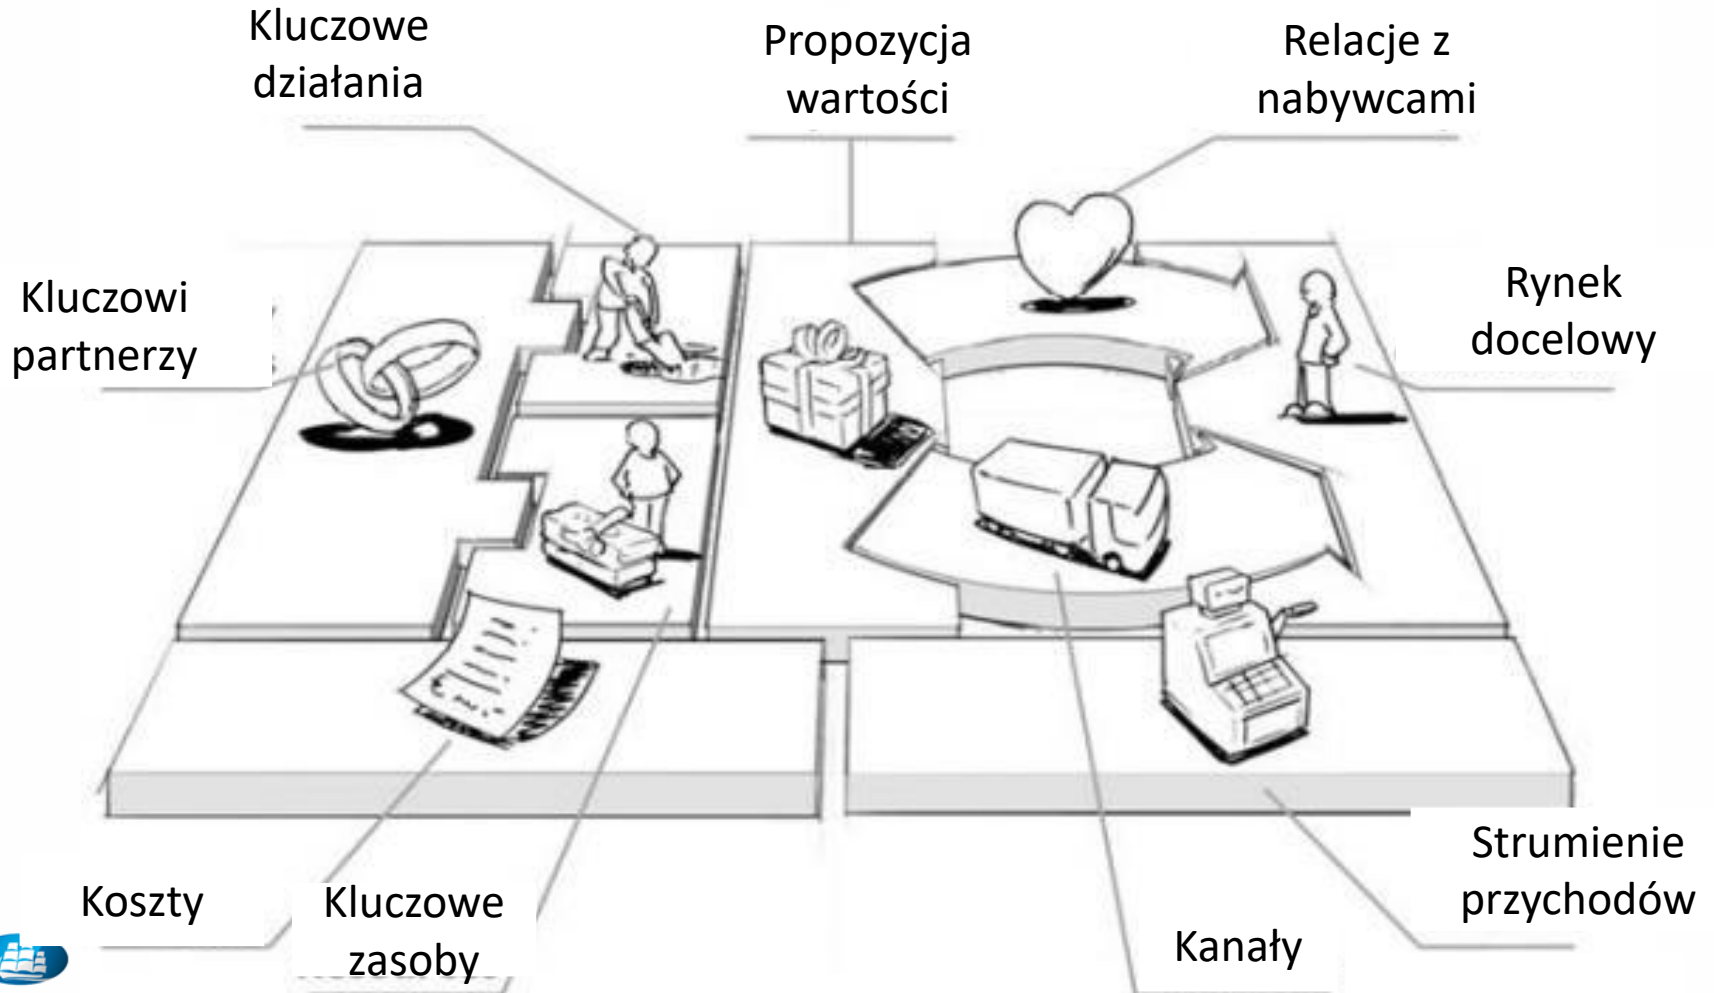 Kluczowe
działania
Propozycja
wartości
Relacje z
nabywcami
Kluczowi
partnerzy
Rynek
docelowy
Strumienie
przychodów
Koszty
Kluczowe
zasoby
Kanały